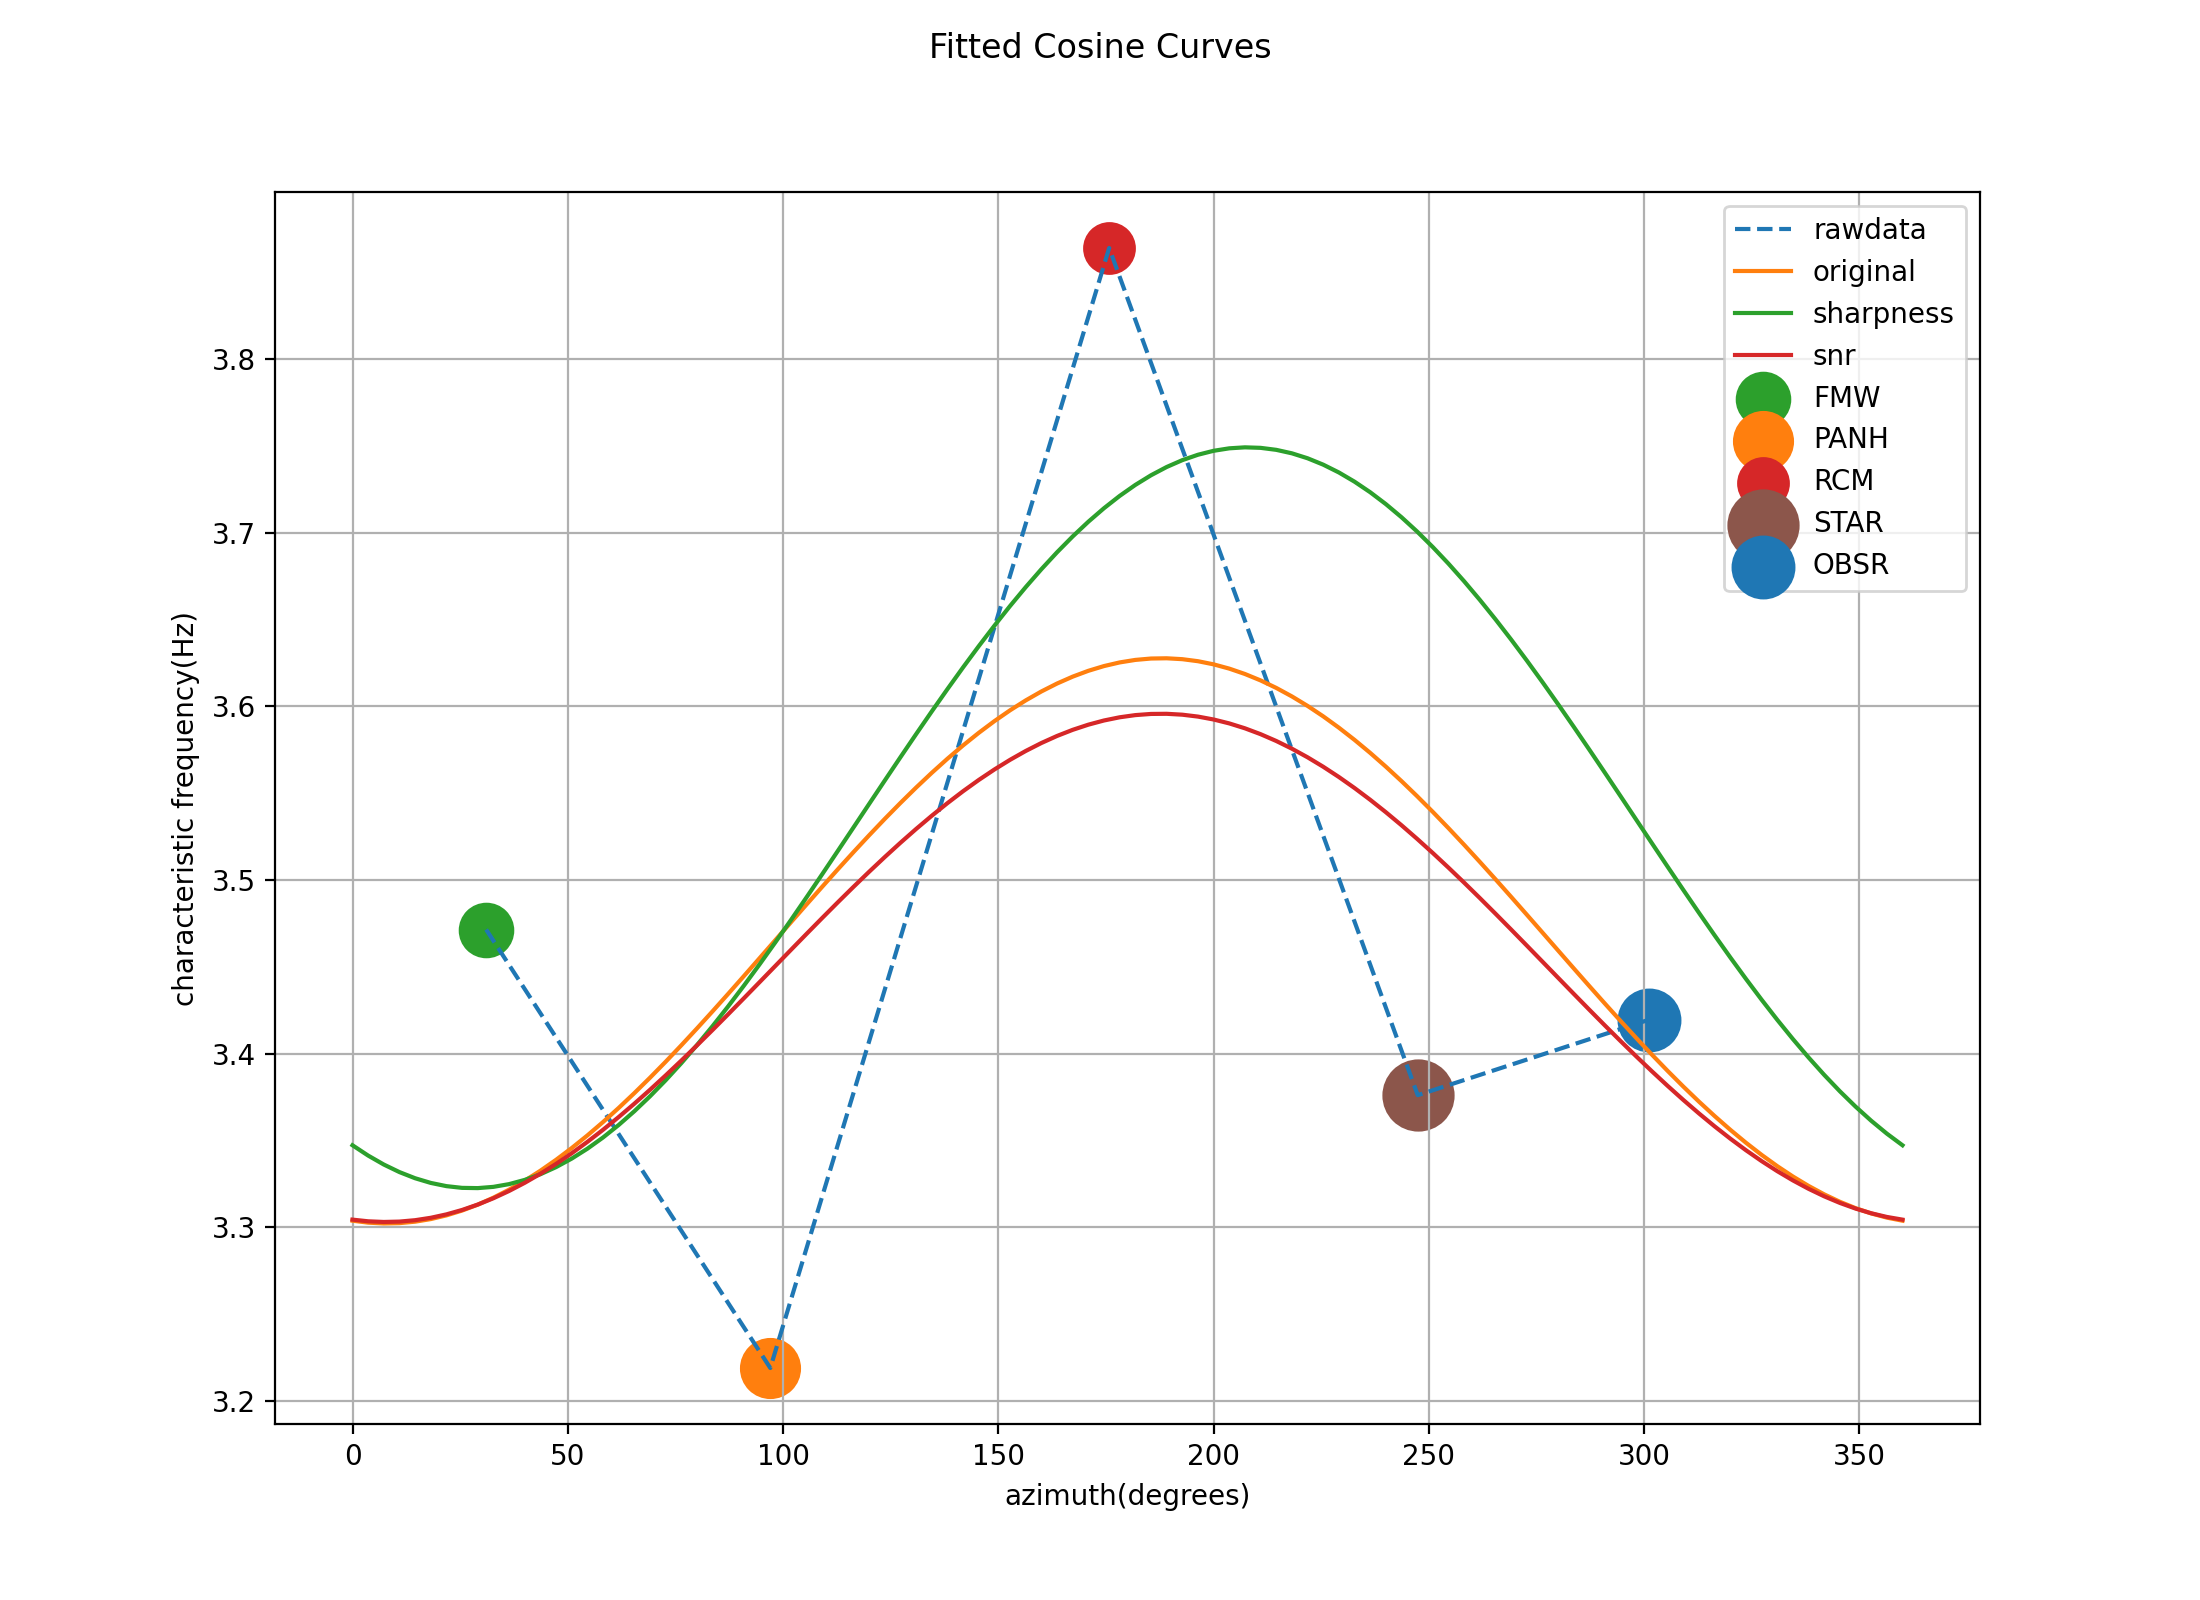 Fitted Cosine Curves
rawdata
original
sharpness
snr
FMW
PANH
RCM
STAR
OBSR
characteristic frequency(Hz)
3.8
3.7
3.6
3.5
3.4
3.3
3.2
0 50 100 150 200 250 300 350
azimuth(degrees)